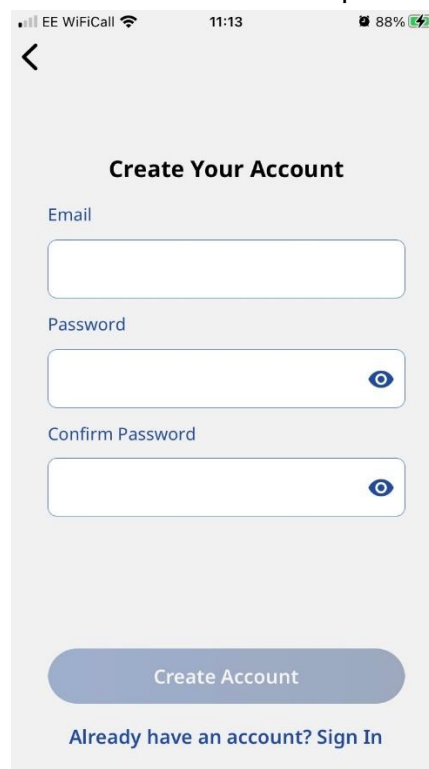 EE WiFiCall 11:13 88%
Create Your Account
Email
Password
Confirm Password
Create Account
Already have an account? Sign In